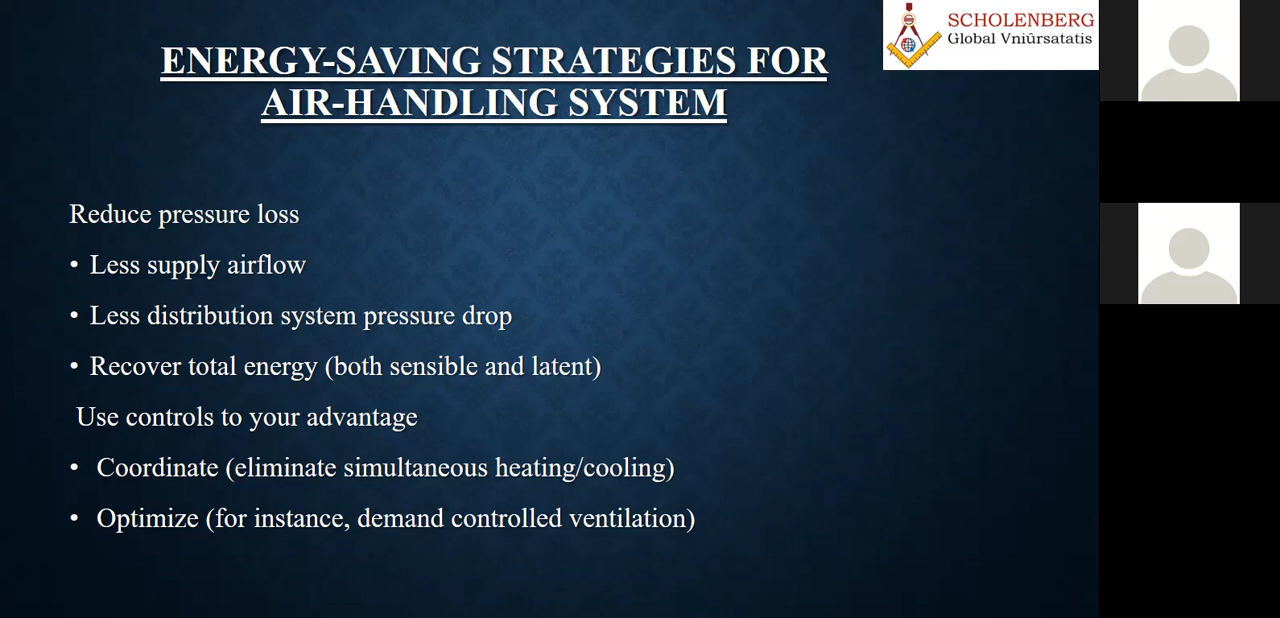 SCHOLENBERG
Global Vniûrsatatis
ENERGY-SAVING STRATEGIES FOR
AIR-HANDLING SYSTEM
Reduce pressure loss
• Less supply airflow
• Less distribution system pressure drop
• Recover total energy (both sensible and latent)
Use controls to your advantage
• Coordinate (eliminate simultaneous heating/cooling)
• Optimize (for instance, demand controlled ventilation)